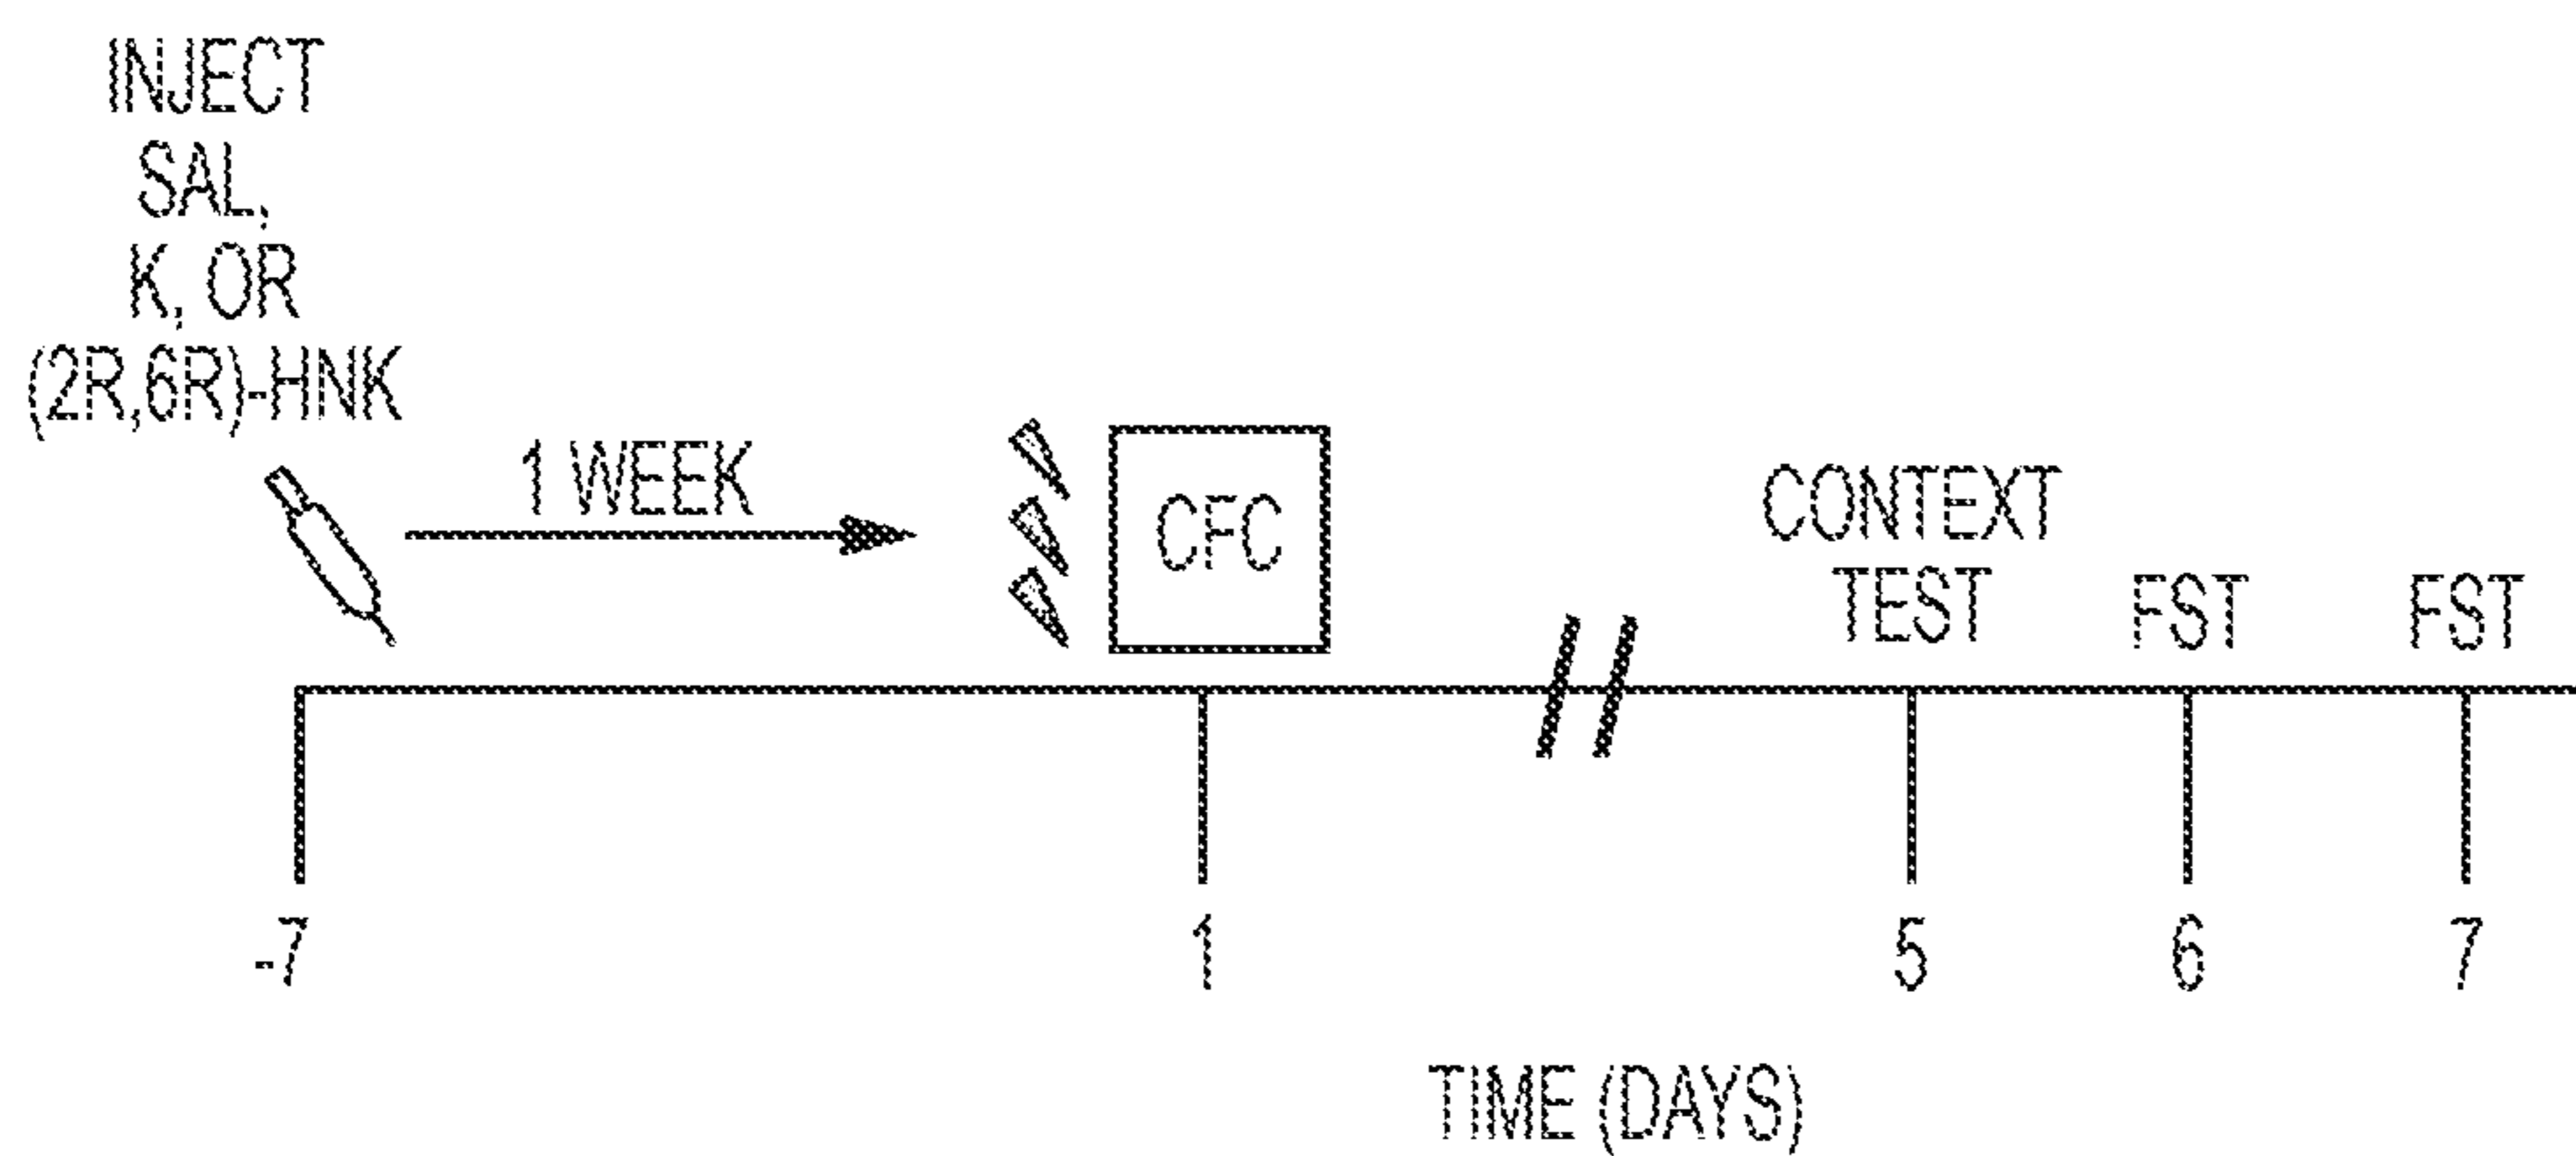 INJECT
SAL,
K, OR
(2R,6R)-HNK
1 WEEK
CFC
CONTEXT
TEST
FST
FST
-7
1
5
6
7
TIME (DAYS)